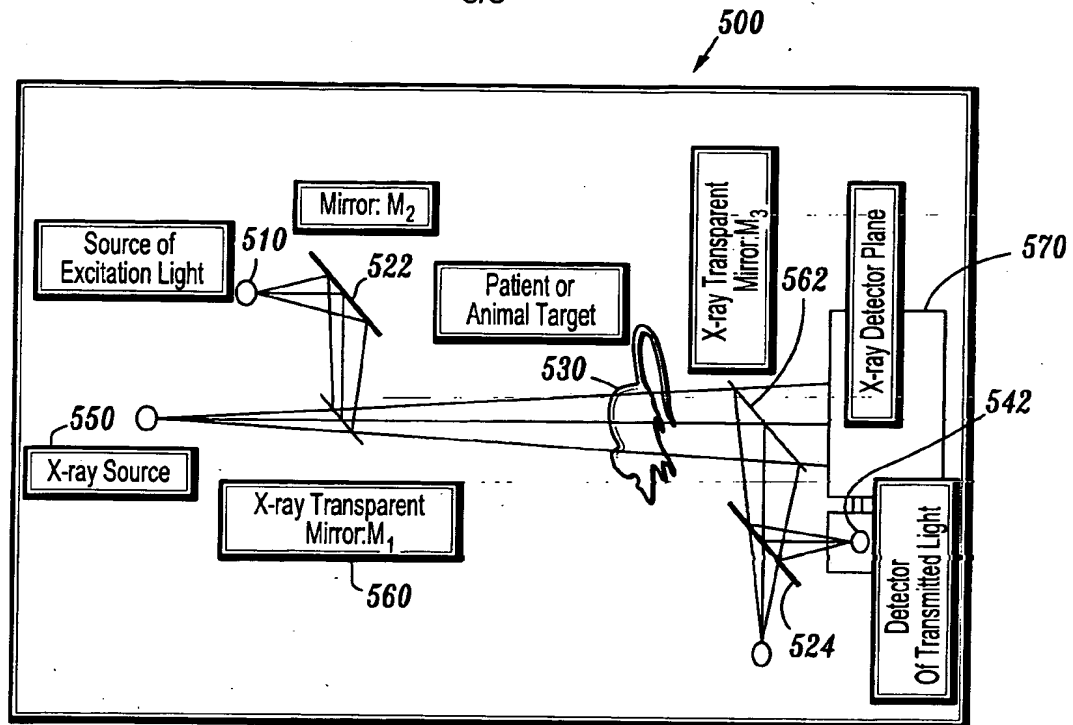 500
Mirror: M2
Source of
Excitation Light
510
522
Patient or
Animal Target
X-ray Transparent
Mirror:M3
562
X-ray Detector Plane
570
530
542
550
X-ray Source
X-ray Transparent
Mirror:M1
560
524
Detector
Of Transmitted Light